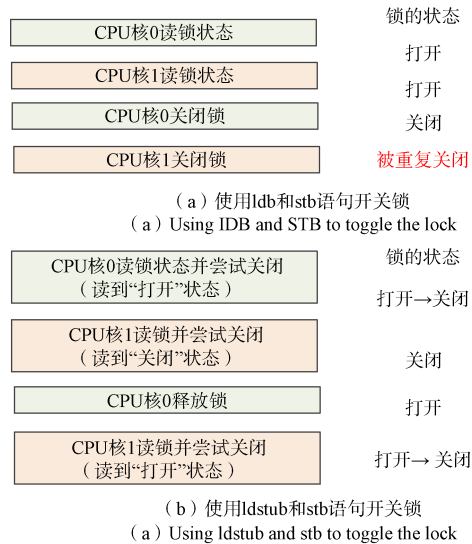 锁的状态
CPU核0读锁状态 打开
CPU核1读锁状态 打开
CPU核0关闭锁 关闭
CPU核1关闭锁 被重复关闭
（a）使用ldb和stb语句开关锁
(a) Using IDB and STB to toggle the lock
锁的状态
CPU核0读锁状态并尝试关闭
（读到“打开”状态） 打开→关闭
CPU核1读锁并尝试关闭
（读到“关闭”状态） 关闭
CPU核0释放锁 打开
CPU核1读锁并尝试关闭
（读到“打开”状态） 打开→ 关闭
（b）使用ldstub和stb语句开关锁
(a) Using ldstub and stb to toggle the lock